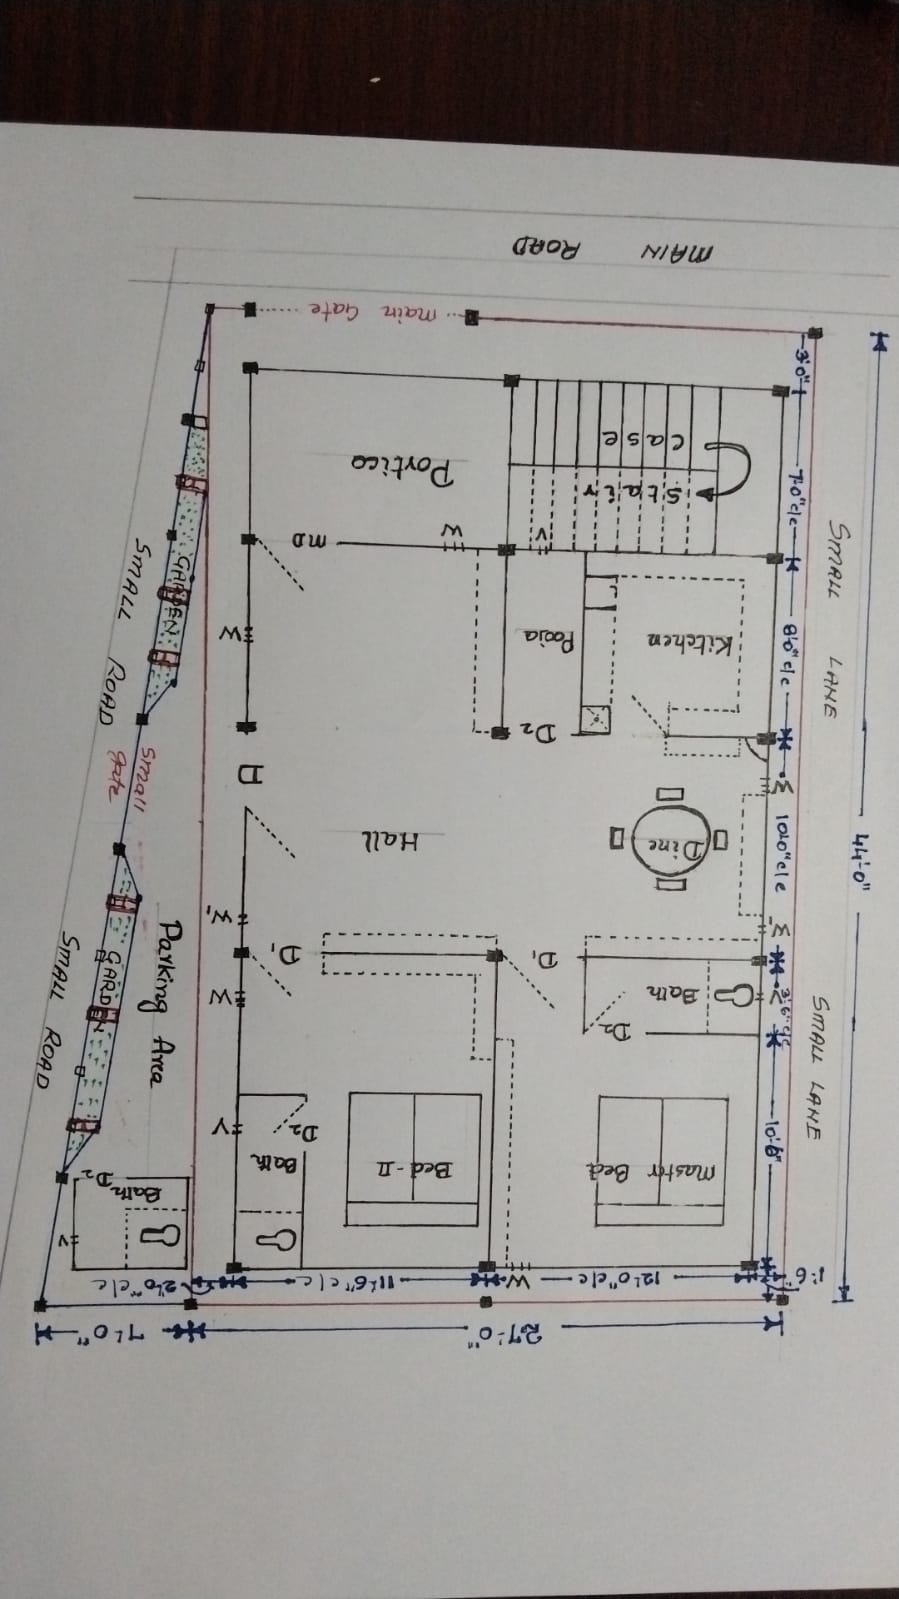 44'-0"
SMALL LANE
SMALL LANE
3'0"
7'0"c/c
8'0"c/c
W
10'0"c/c
W1
V
3'6"c/c
10'6"
1'6"
Kitchen
Dine
Bath
Master Bed
MAIN ROAD
Stair
Case
12'0"c/c
D2
Pooja
D2
D1
V
W
27'-0"
W
Portico
Hall
Bed-II
11'6"c/c
main Gate
MD
D1
D2
Bath
D
W
W1
W
V
GARDEN
small
gate
Parking Area
Bath
D2
V
2'0"c/c
7'0"
SMALL ROAD
GARDEN
SMALL ROAD